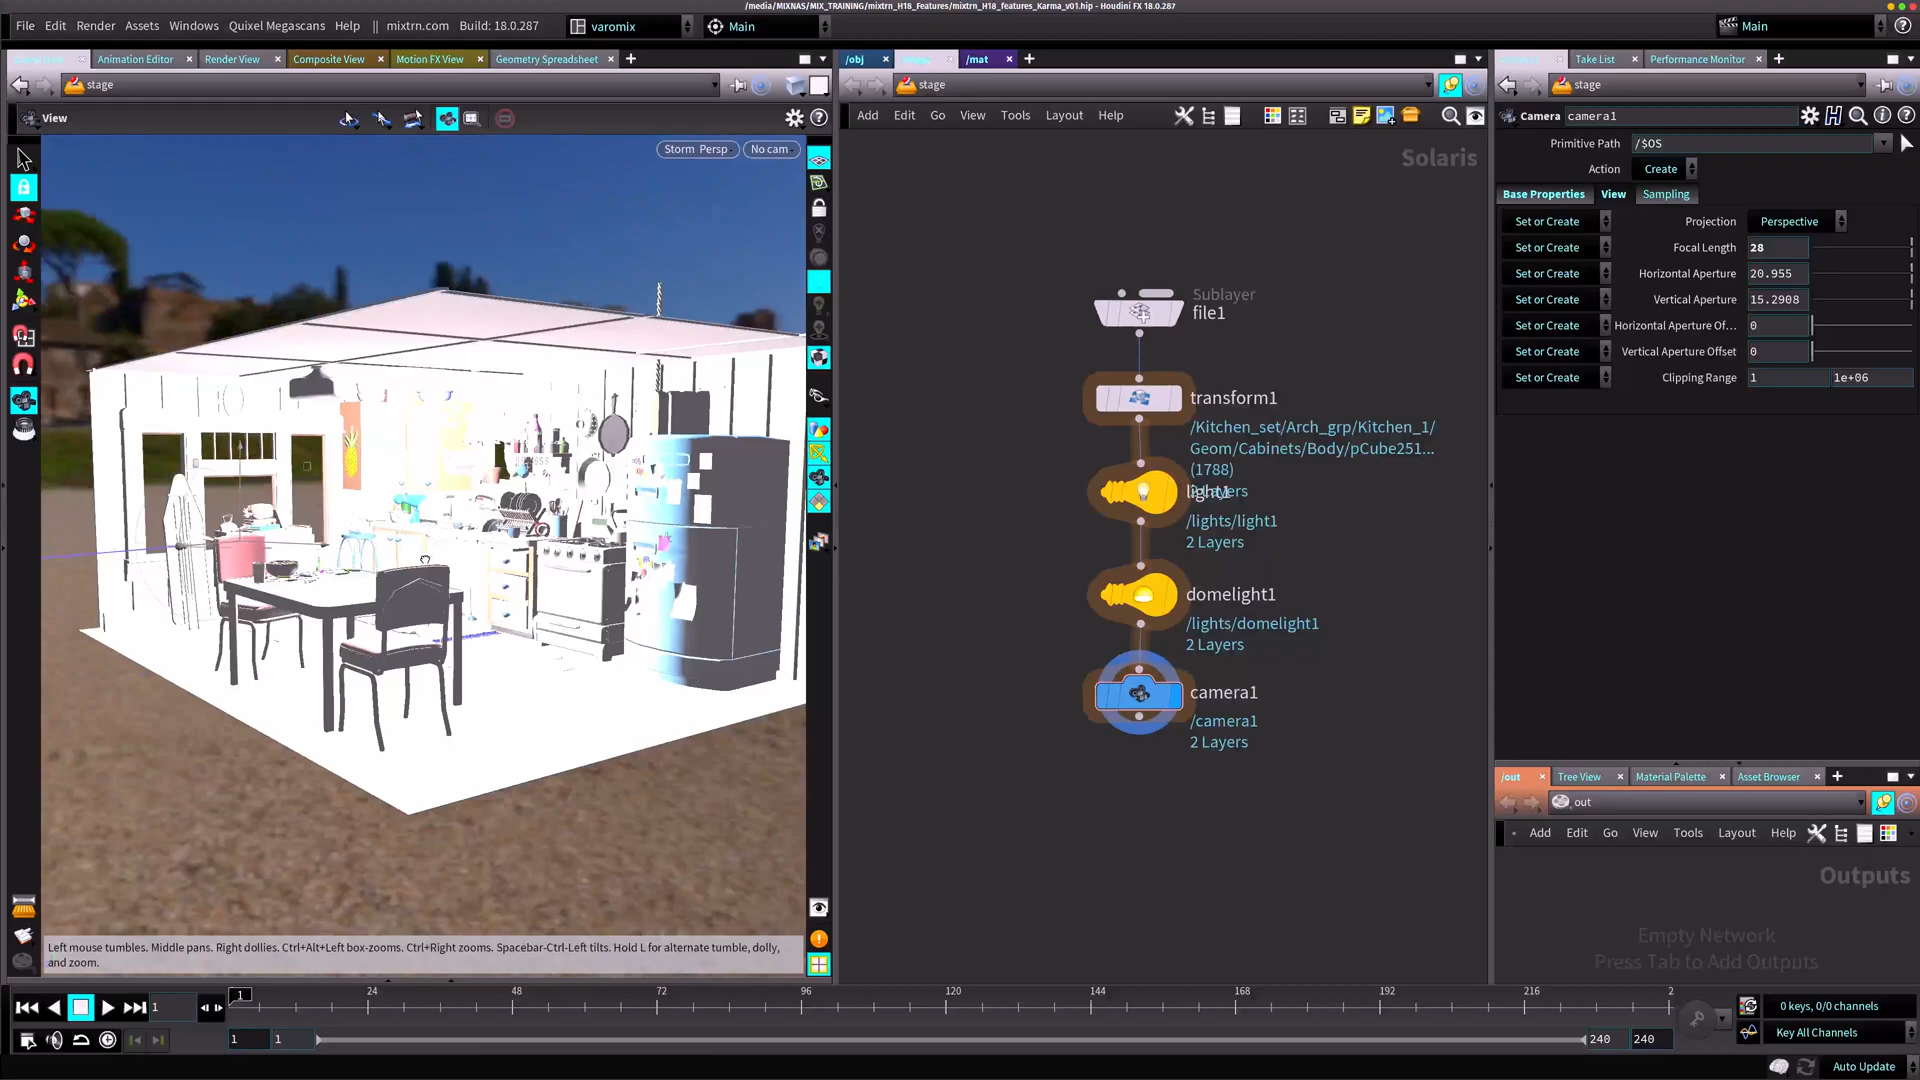 /media/MIXNAS/MIX_TRAINING/mixtrn_H18_Features/mixtrn_H18_features_Karma_v01.hip - Houdini FX 18.0.287
File Edit Render Assets Windows Quixel Megascans Help || mixtrn.com Build: 18.0.287 varomix Main Main
Animation Editor Render View Composite View Motion FX View Geometry Spreadsheet
/obj /mat
Take List Performance Monitor
stage
stage
stage
View
Storm Persp No cam
Add Edit Go View Tools Layout Help
Solaris
Sublayer
file1
transform1
/Kitchen_set/Arch_grp/Kitchen_1/
Geom/Cabinets/Body/pCube251...
(1788)
light1
/lights/light1
2 Layers
domelight1
/lights/domelight1
2 Layers
camera1
/camera1
2 Layers
Camera camera1
Primitive Path /$OS
Action Create
Base Properties View Sampling
Set or Create Projection Perspective
Set or Create Focal Length 28
Set or Create Horizontal Aperture 20.955
Set or Create Vertical Aperture 15.2908
Set or Create Horizontal Aperture Of... 0
Set or Create Vertical Aperture Offset 0
Set or Create Clipping Range 1 1e+06
/out Tree View Material Palette Asset Browser
out
Add Edit Go View Tools Layout Help
Outputs
Empty Network
Press Tab to Add Outputs
Left mouse tumbles. Middle pans. Right dollies. Ctrl+Alt+Left box-zooms. Ctrl+Right zooms. Spacebar-Ctrl-Left tilts. Hold L for alternate tumble, dolly,
and zoom.
1 1 24 48 72 96 120 144 168 192 216 2
0 keys, 0/0 channels
1 1 240 240
Key All Channels
Auto Update